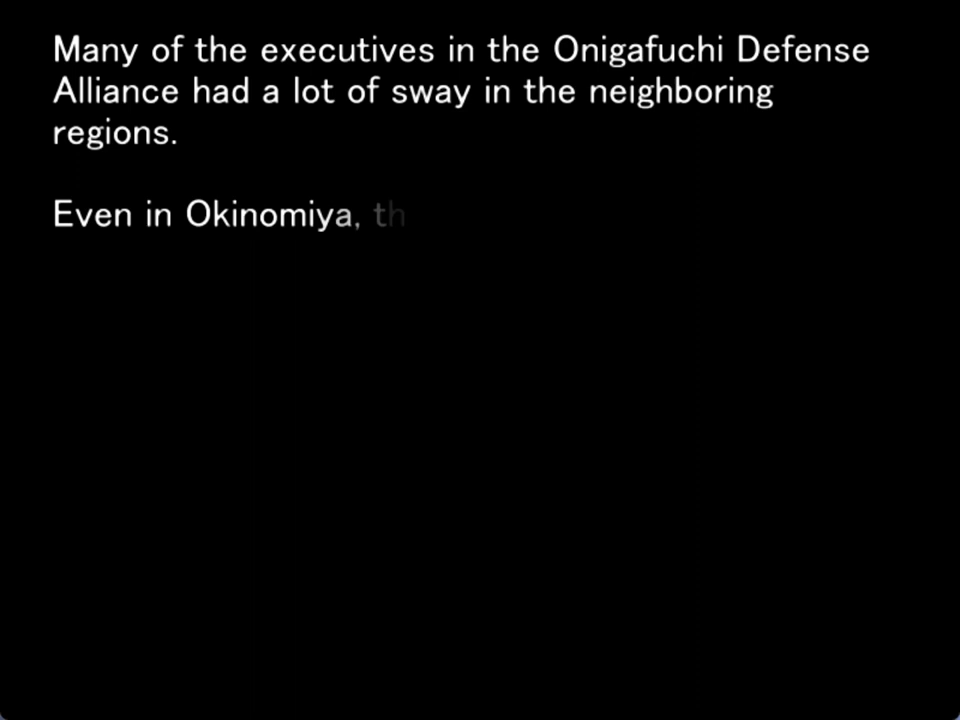 Many of the executives in the Onigafuchi Defense
Alliance had a lot of sway in the neighboring
regions.
Even in Okinomiya, th